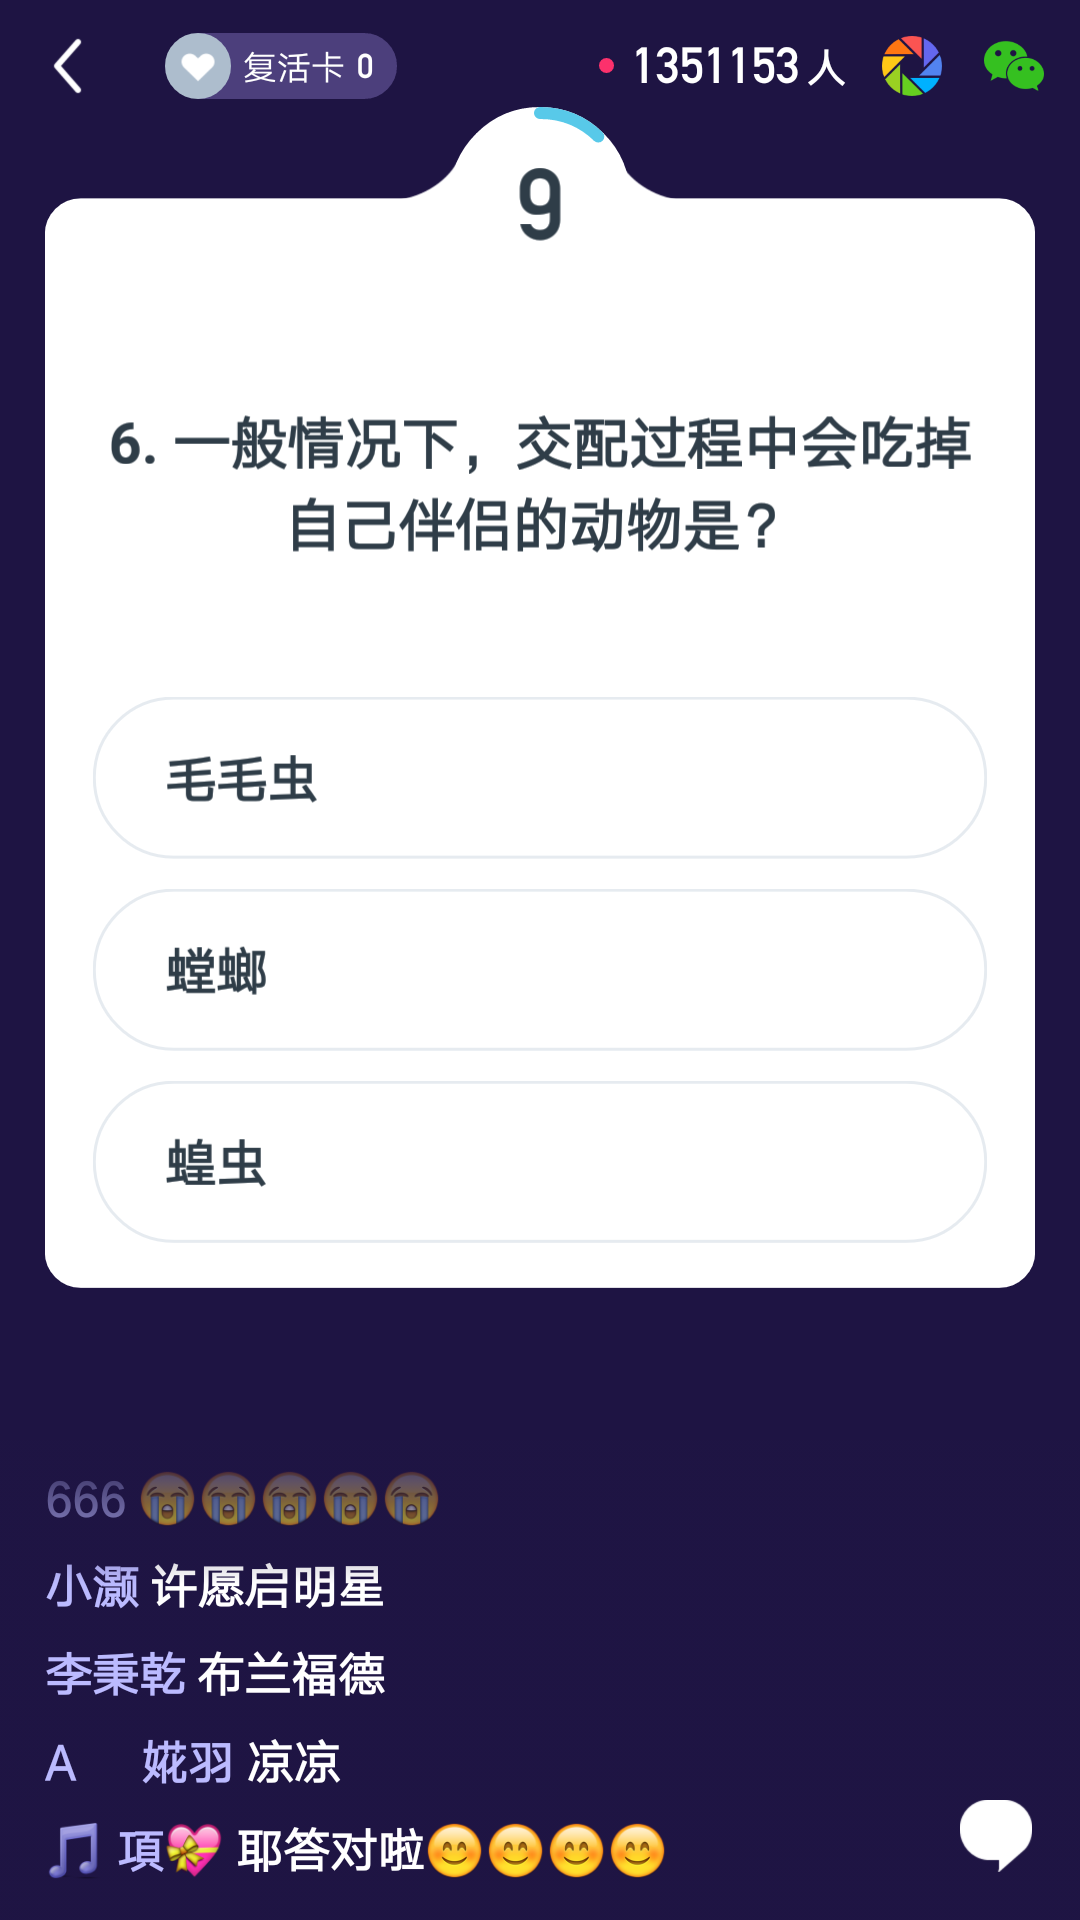 复活卡 0
1351153 人
9
6. 一般情况下，交配过程中会吃掉
自己伴侣的动物是？
毛毛虫
螳螂
蝗虫
666 😭😭😭😭😭
小灏 许愿启明星
李秉乾 布兰福德
A 婲羽 凉凉
🎵 項💝 耶答对啦😊😊😊😊